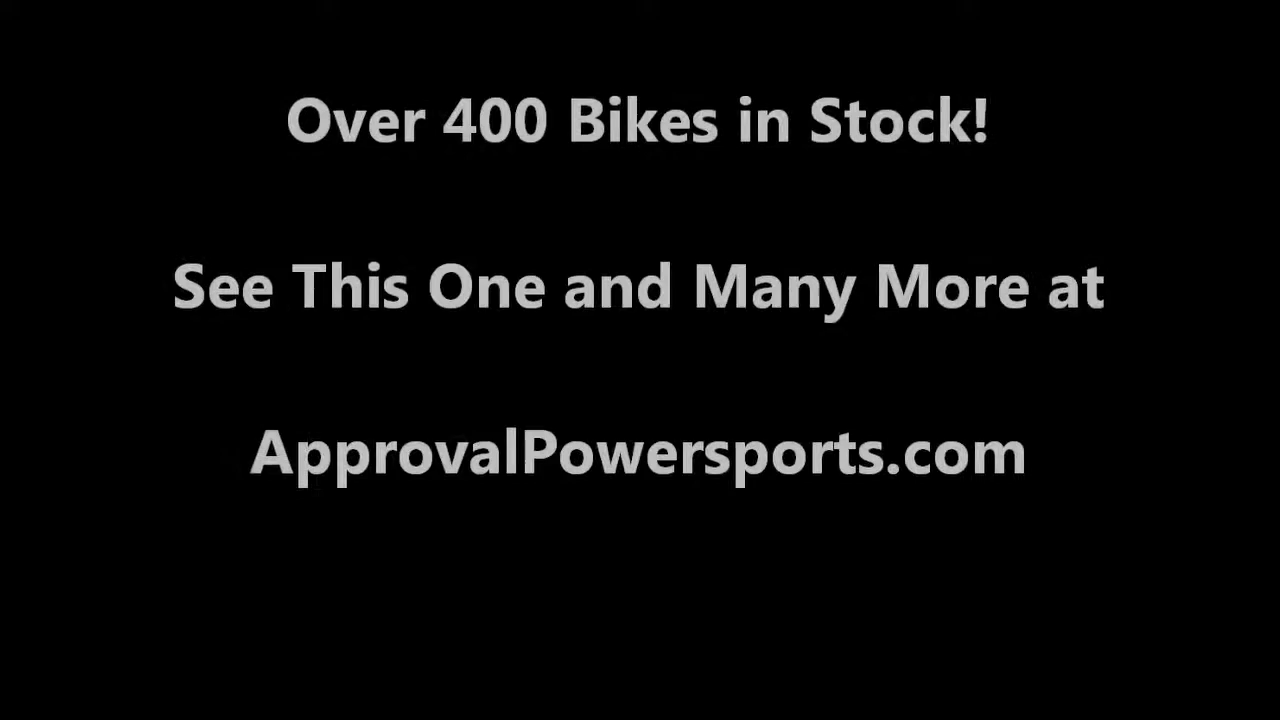 Over 400 Bikes in Stock!
See This One and Many More at
ApprovalPowersports.com